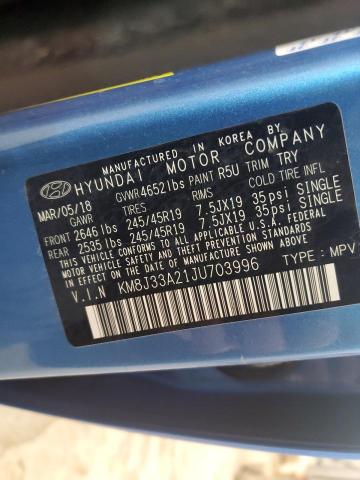 MANUFACTURED IN KOREA BY
HYUNDAI MOTOR COMPANY
MAR/05/18 GVWR 4652 lbs PAINT R5U TRIM TRY
GAWR TIRES RIMS COLD TIRE INFL
FRONT 2646 lbs 245/45R19 7.5JX19 35psi SINGLE
REAR 2535 lbs 245/45R19 7.5JX19 35psi SINGLE
THIS VEHICLE CONFORMS TO ALL APPLICABLE U.S.A. FEDERAL
MOTOR VEHICLE SAFETY, BUMPER, AND THEFT PREVENTION
STANDARDS IN EFFECT ON THE DATE OF MANUFACTURE
SHOWN ABOVE.
V.I.N KM8J33A21JU703996 TYPE : MPV